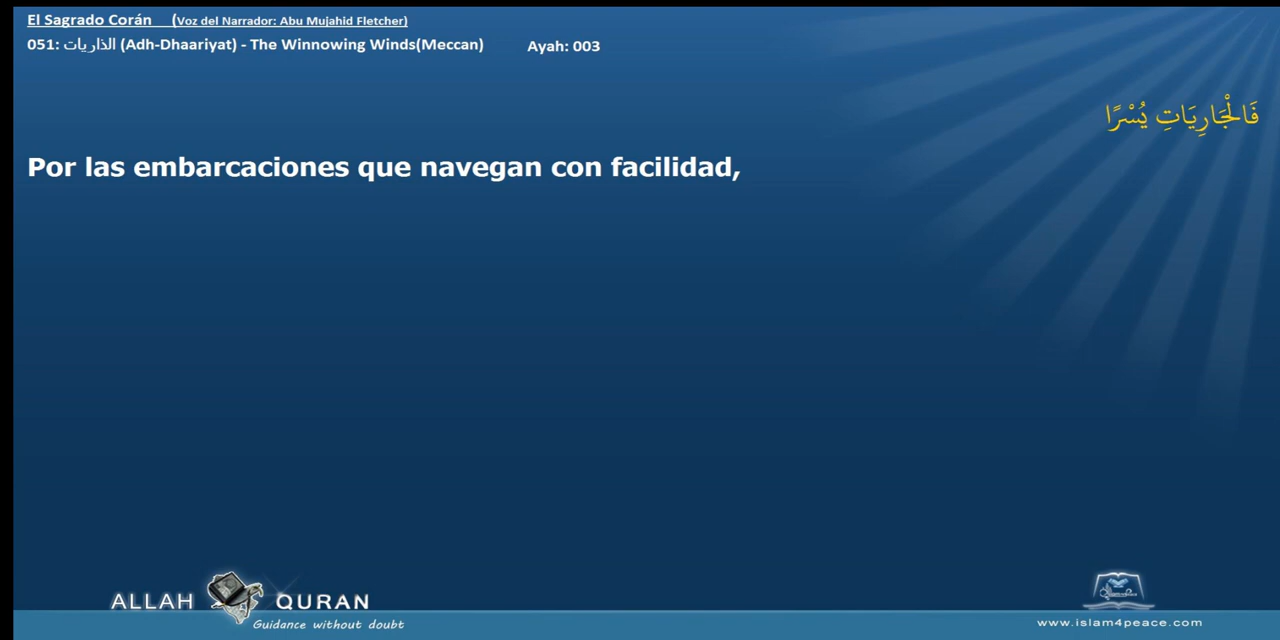 El Sagrado Corán (Voz del Narrador: Abu Mujahid Fletcher)
051: الذاريات (Adh-Dhaariyat) - The Winnowing Winds(Meccan) Ayah: 003
فَالْجَارِيَاتِ يُسْرًا
Por las embarcaciones que navegan con facilidad,
ALLAH QURAN
Guidance without doubt
www.islam4peace.com